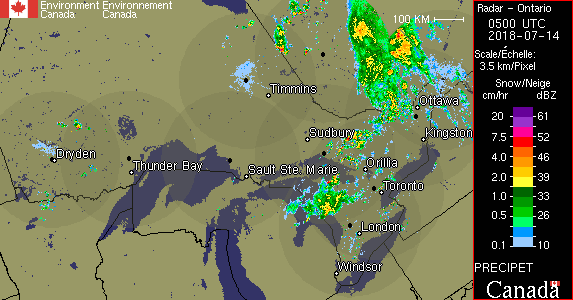 Environment Environnement
Canada Canada
100 KM
Timmins
Ottawa
Sudbury
Kingston
Dryden
Thunder Bay
Sault Ste. Marie
Orillia
Toronto
London
Windsor
Radar - Ontario
0500 UTC
2018-07-14
Scale/Échelle:
3.5 km/Pixel
Snow/Neige
cm/hr dBZ
20 61
7.5 52
4.0 46
2.0 39
1.0 33
0.5 26
0.1 10
PRECIPET
Canada